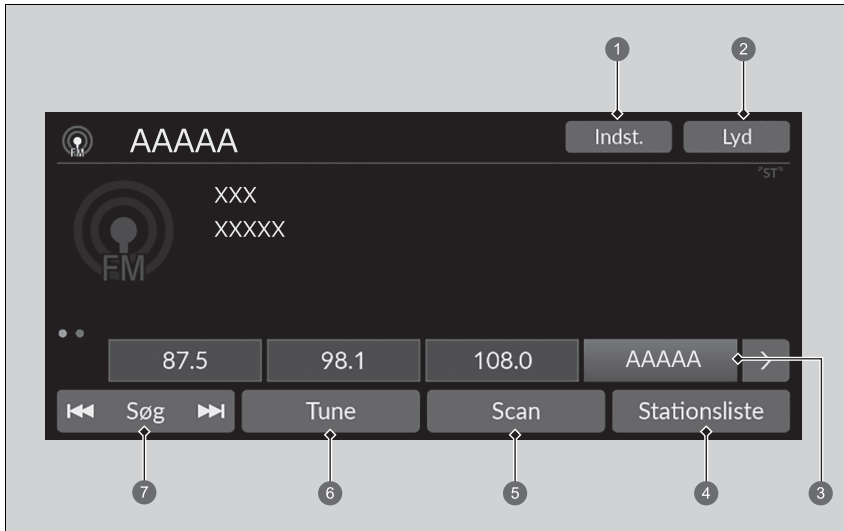 1 2
FM AAAAA Indst. Lyd
"ST"
XXX
XXXXX
FM
87.5 98.1 108.0 AAAAA >
Søg Tune Scan Stationsliste
3
7 6 5 4